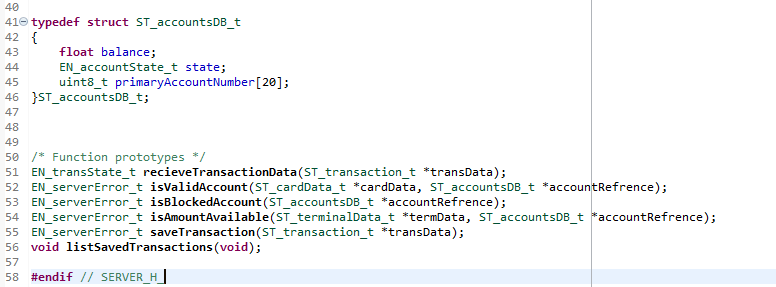 40
41 typedef struct ST_accountsDB_t
42 {
43     float balance;
44     EN_accountState_t state;
45     uint8_t primaryAccountNumber[20];
46 }ST_accountsDB_t;
47
48
49
50 /* Function prototypes */
51 EN_transState_t recieveTransactionData(ST_transaction_t *transData);
52 EN_serverError_t isValidAccount(ST_cardData_t *cardData, ST_accountsDB_t *accountRefrence);
53 EN_serverError_t isBlockedAccount(ST_accountsDB_t *accountRefrence);
54 EN_serverError_t isAmountAvailable(ST_terminalData_t *termData, ST_accountsDB_t *accountRefrence);
55 EN_serverError_t saveTransaction(ST_transaction_t *transData);
56 void listSavedTransactions(void);
57
58 #endif // SERVER_H_